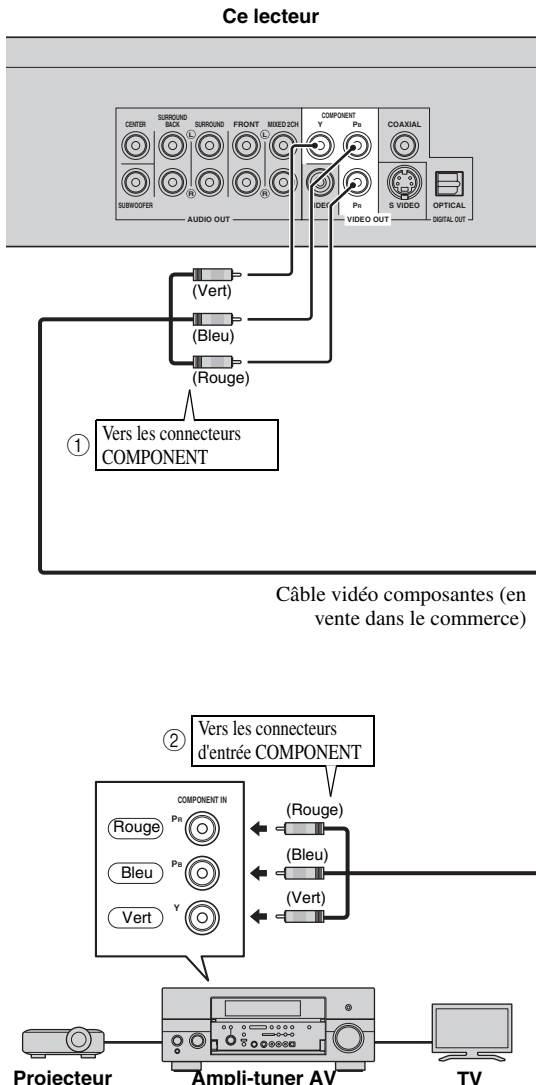 Ce lecteur
COMPONENT
CENTER SURROUND BACK SURROUND FRONT MIXED 2CH Y PB COAXIAL
L L
R R
SUBWOOFER VIDEO PR S VIDEO OPTICAL
AUDIO OUT VIDEO OUT DIGITAL OUT
(Vert)
(Bleu)
(Rouge)
① Vers les connecteurs
COMPONENT
Câble vidéo composantes (en
vente dans le commerce)
② Vers les connecteurs
d'entrée COMPONENT
COMPONENT IN
Rouge PR (Rouge)
Bleu PB (Bleu)
Vert Y (Vert)
Projecteur Ampli-tuner AV TV